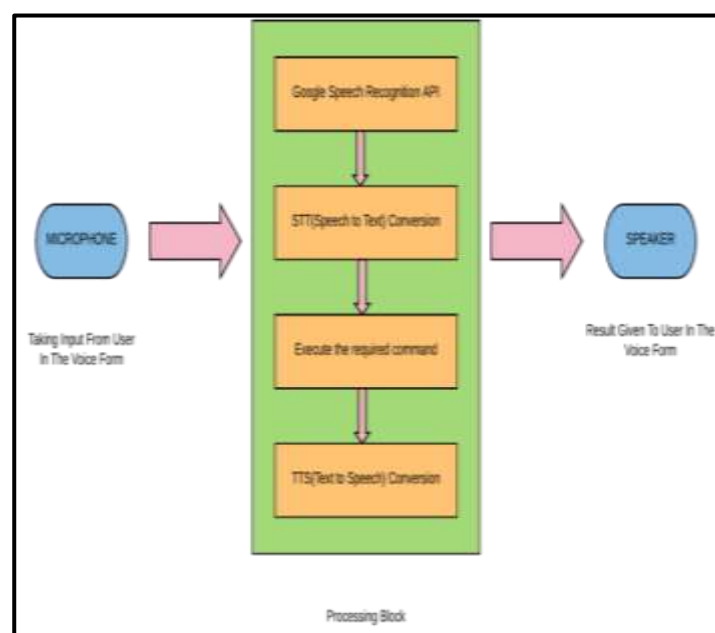 Google Speech Recognition API
STT(Speech to Text) Conversion
Execute the required command
TTS(Text to Speech) Conversion
MICROPHONE
Taking Input From User
In The Voice Form
SPEAKER
Result Given To User In The
Voice Form
Processing Block